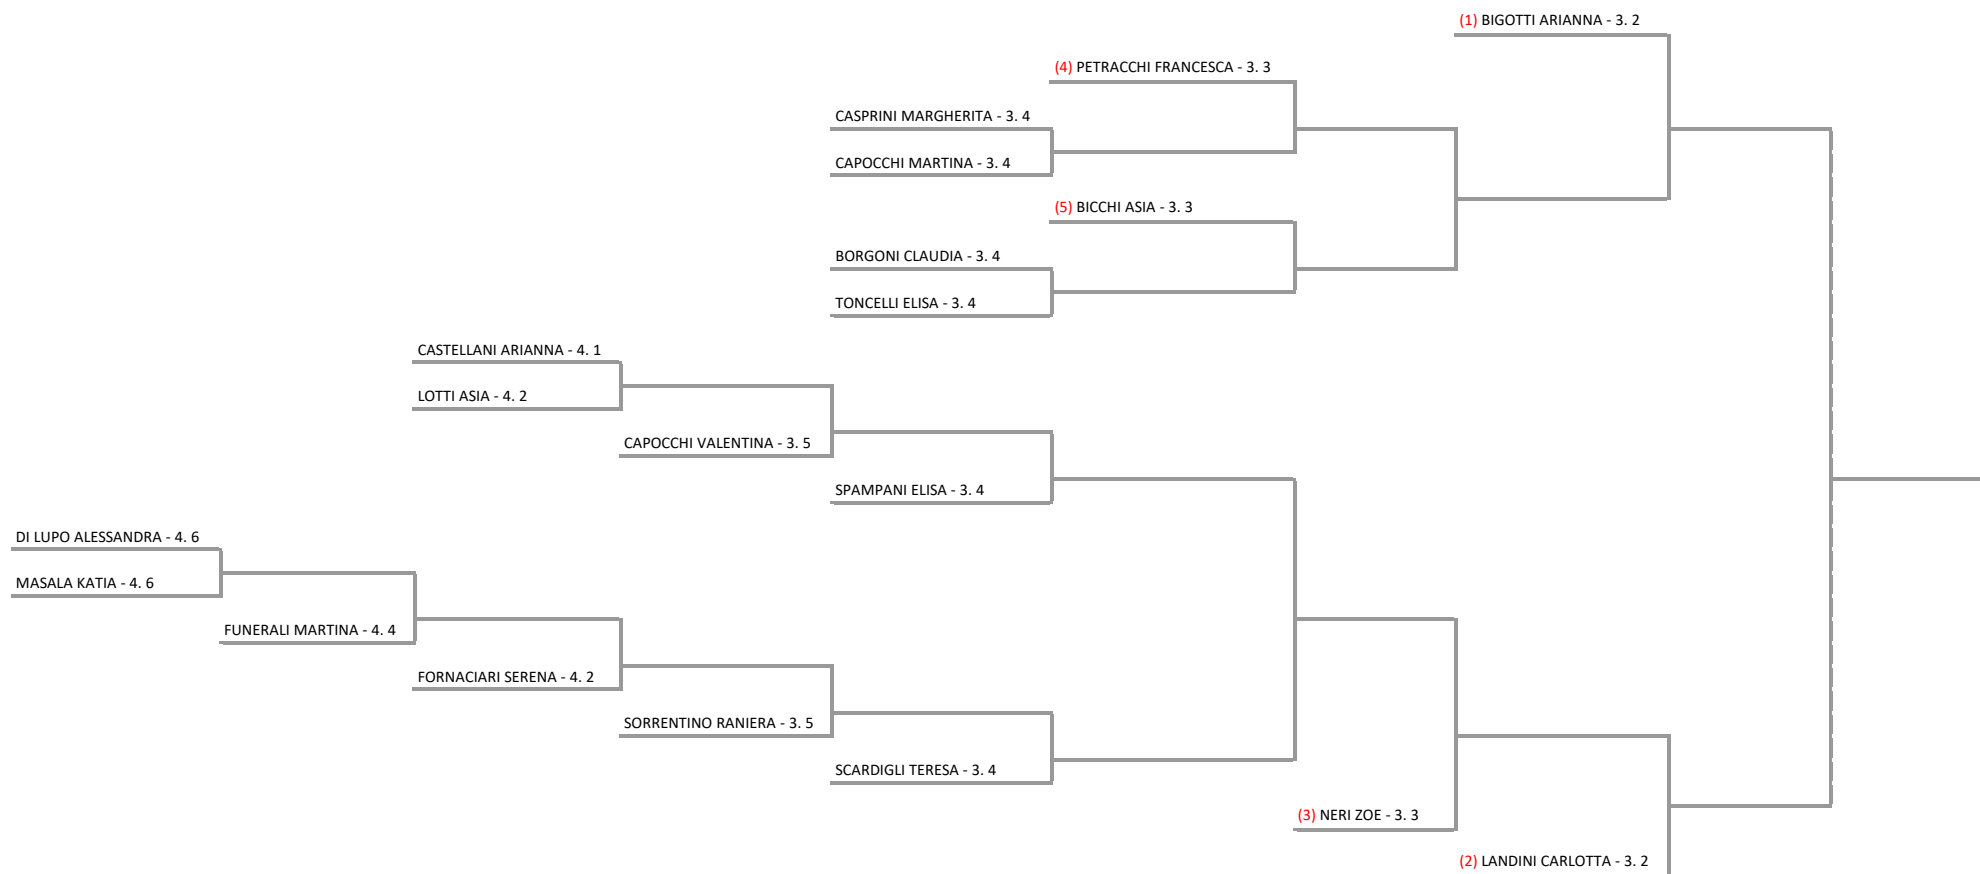 (1) BIGOTTI ARIANNA - 3. 2
(4) PETRACCHI FRANCESCA - 3. 3
CASPRINI MARGHERITA - 3. 4
CAPOCCHI MARTINA - 3. 4
(5) BICCHI ASIA - 3. 3
BORGONI CLAUDIA - 3. 4
TONCELLI ELISA - 3. 4
CASTELLANI ARIANNA - 4. 1
LOTTI ASIA - 4. 2
CAPOCCHI VALENTINA - 3. 5
SPAMPANI ELISA - 3. 4
DI LUPO ALESSANDRA - 4. 6
MASALA KATIA - 4. 6
FUNERALI MARTINA - 4. 4
FORNACIARI SERENA - 4. 2
SORRENTINO RANIERA - 3. 5
SCARDIGLI TERESA - 3. 4
(3) NERI ZOE - 3. 3
(2) LANDINI CARLOTTA - 3. 2